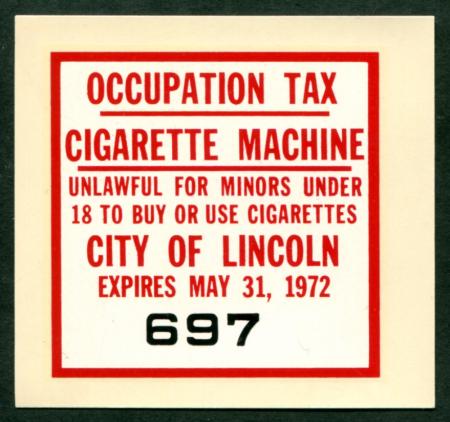 OCCUPATION TAX
CIGARETTE MACHINE
UNLAWFUL FOR MINORS UNDER
18 TO BUY OR USE CIGARETTES
CITY OF LINCOLN
EXPIRES MAY 31, 1972
697